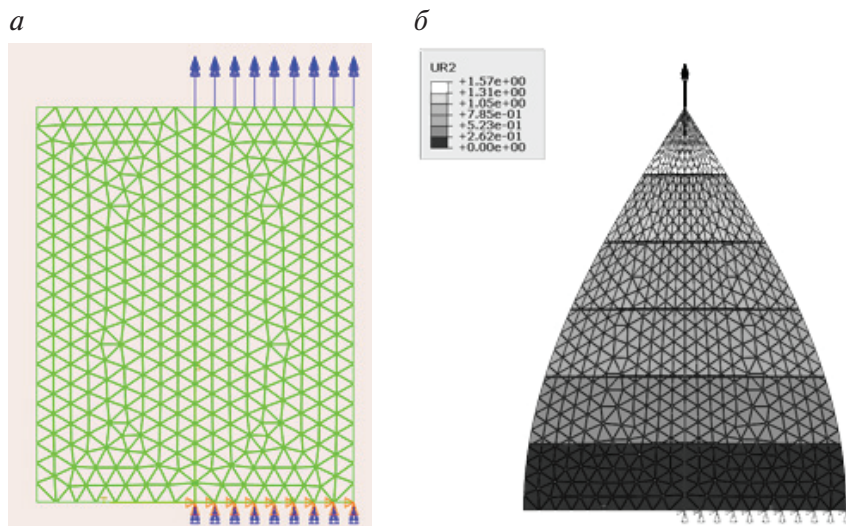 а
б
UR2
+1.57e+00
+1.31e+00
+1.05e+00
+7.85e-01
+5.23e-01
+2.62e-01
+0.00e+00